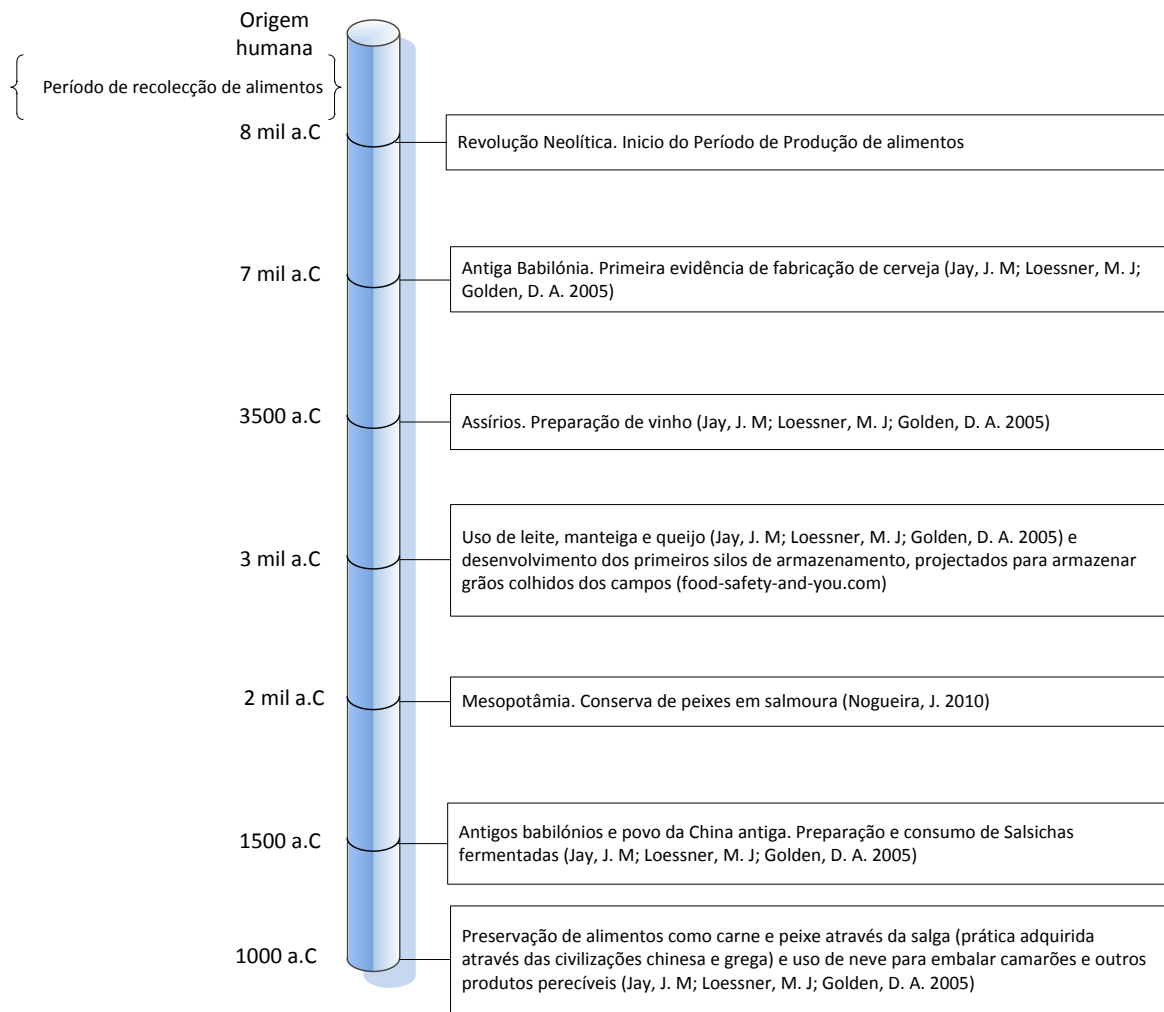 Origem
humana
Período de recolecção de alimentos
8 mil a.C
Revolução Neolítica. Inicio do Período de Produção de alimentos
7 mil a.C
Antiga Babilónia. Primeira evidência de fabricação de cerveja (Jay, J. M; Loessner, M. J;
Golden, D. A. 2005)
3500 a.C
Assírios. Preparação de vinho (Jay, J. M; Loessner, M. J; Golden, D. A. 2005)
3 mil a.C
Uso de leite, manteiga e queijo (Jay, J. M; Loessner, M. J; Golden, D. A. 2005) e
desenvolvimento dos primeiros silos de armazenamento, projectados para armazenar
grãos colhidos dos campos (food-safety-and-you.com)
2 mil a.C
Mesopotâmia. Conserva de peixes em salmoura (Nogueira, J. 2010)
1500 a.C
Antigos babilónios e povo da China antiga. Preparação e consumo de Salsichas
fermentadas (Jay, J. M; Loessner, M. J; Golden, D. A. 2005)
1000 a.C
Preservação de alimentos como carne e peixe através da salga (prática adquirida
através das civilizações chinesa e grega) e uso de neve para embalar camarões e outros
produtos perecíveis (Jay, J. M; Loessner, M. J; Golden, D. A. 2005)